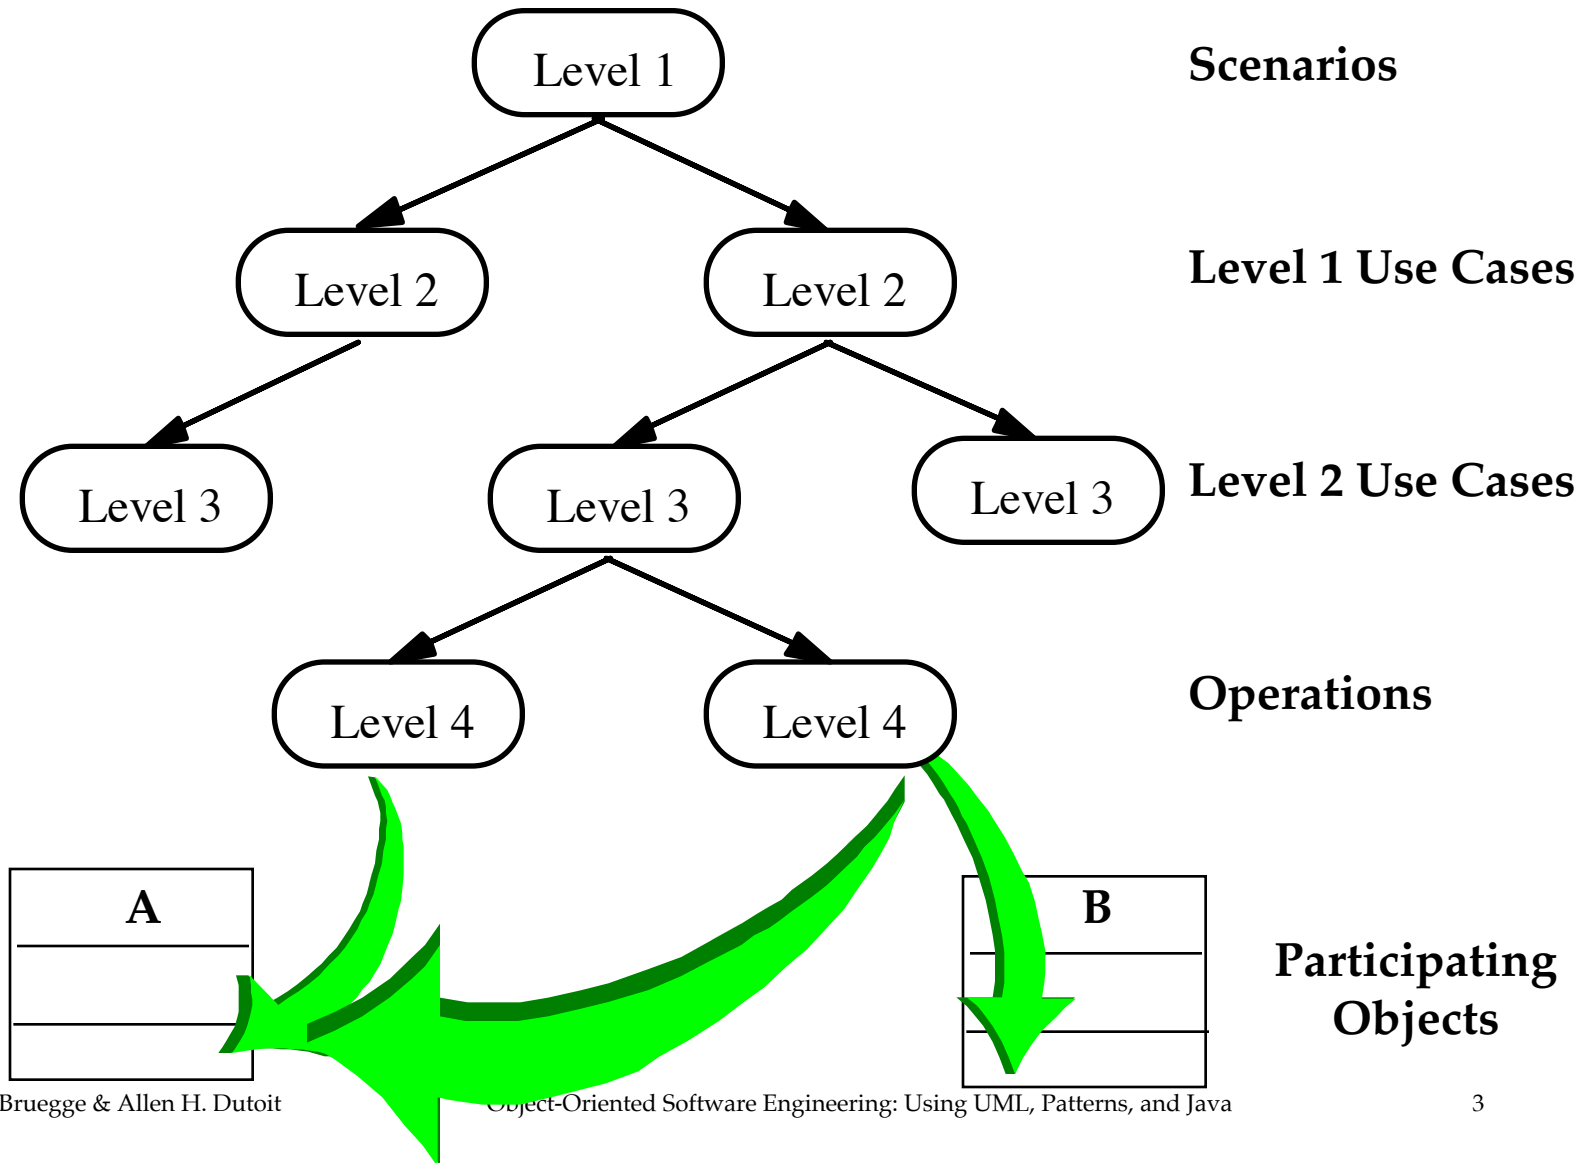 Level 1
Scenarios
Level 2
Level 2
Level 1 Use Cases
Level 3
Level 3
Level 3
Level 2 Use Cases
Level 4
Level 4
Operations
A
B
Participating
Objects
Bruegge & Allen H. Dutoit
Object-Oriented Software Engineering: Using UML, Patterns, and Java
3